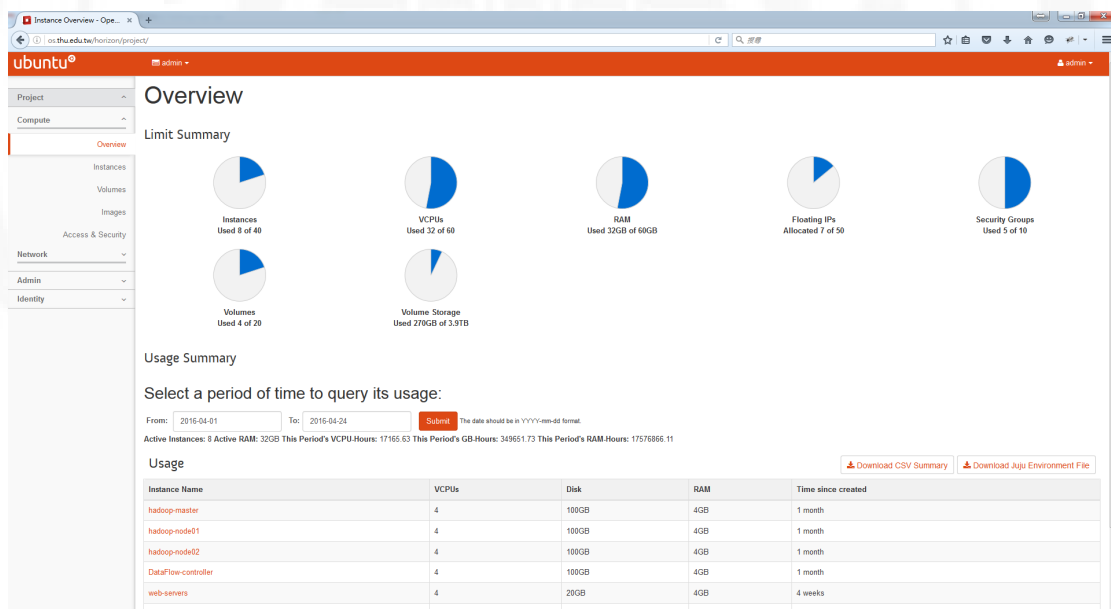 Instance Overview - Ope...
os.thu.edu.tw/horizon/project/
搜尋
ubuntu
admin
admin
Project
Compute
Overview
Instances
Volumes
Images
Access & Security
Network
Admin
Identity
Overview
Limit Summary
Instances
Used 8 of 40
VCPUs
Used 32 of 60
RAM
Used 32GB of 60GB
Floating IPs
Allocated 7 of 50
Security Groups
Used 5 of 10
Volumes
Used 4 of 20
Volume Storage
Used 270GB of 3.9TB
Usage Summary
Select a period of time to query its usage:
From: 2016-04-01 To: 2016-04-24 Submit The date should be in YYYY-mm-dd format.
Active Instances: 8 Active RAM: 32GB This Period's VCPU-Hours: 17165.63 This Period's GB-Hours: 349651.73 This Period's RAM-Hours: 17576866.11
Usage
Download CSV Summary Download Juju Environment File
Instance Name VCPUs Disk RAM Time since created
hadoop-master 4 100GB 4GB 1 month
hadoop-node01 4 100GB 4GB 1 month
hadoop-node02 4 100GB 4GB 1 month
DataFlow-controller 4 100GB 4GB 1 month
web-servers 4 20GB 4GB 4 weeks